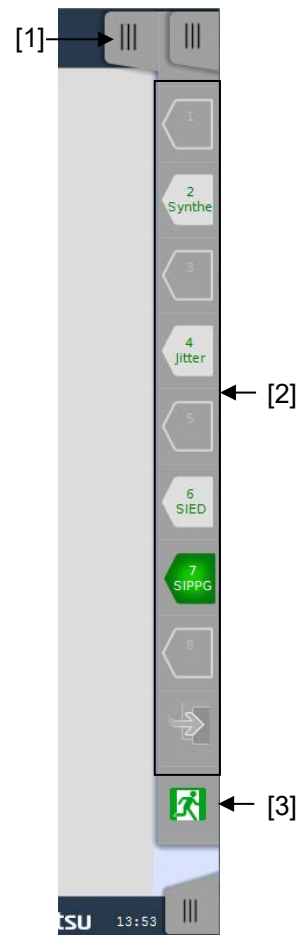 [1]
1
2
Synthe
3
4
Jitter
[2]
5
6
SIED
7
SIPPG
8
[3]
tsu 13:53